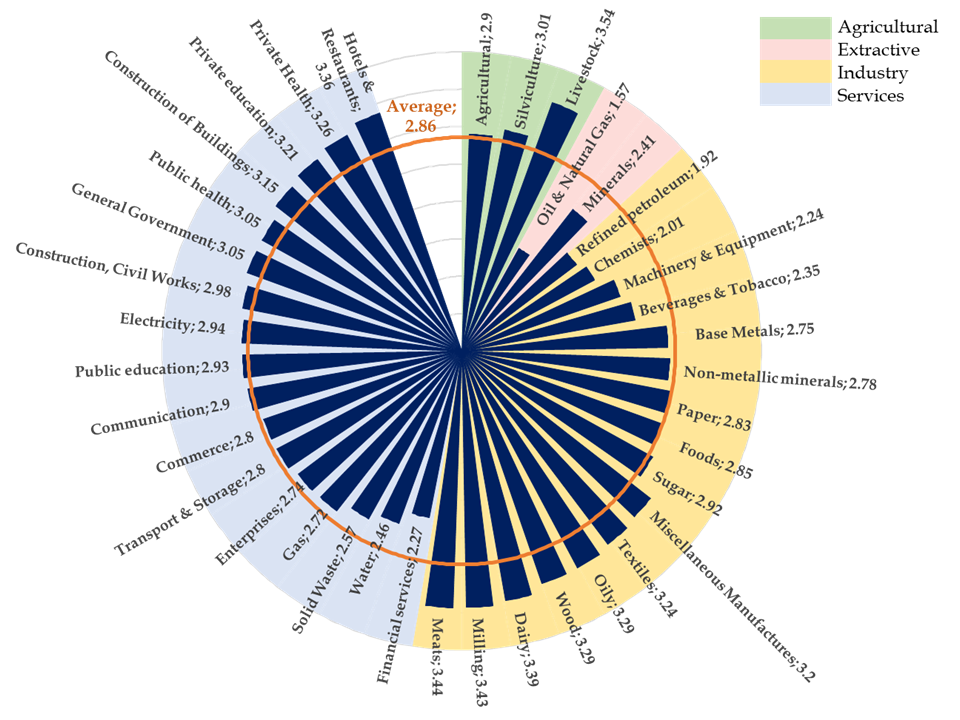 Agricultural
Extractive
Industry
Services
Average;
2.86
Agricultural; 2.9
Silviculture; 3.01
Livestock; 3.54
Oil & Natural Gas; 1.57
Minerals; 2.41
Refined petroleum; 1.92
Chemists; 2.01
Machinery & Equipment; 2.24
Beverages & Tobacco; 2.35
Base Metals; 2.75
Non-metallic minerals; 2.78
Paper; 2.83
Foods; 2.85
Sugar; 2.92
Miscellaneous Manufactures; 3.2
Textiles; 3.24
Oily; 3.29
Wood; 3.29
Dairy; 3.39
Milling; 3.43
Meats; 3.44
Financial services; 2.27
Water; 2.46
Solid Waste; 2.57
Gas; 2.72
Enterprises; 2.74
Transport & Storage; 2.8
Commerce; 2.8
Communication; 2.9
Public education; 2.93
Electricity; 2.94
Construction, Civil Works; 2.98
General Government; 3.05
Public health; 3.05
Construction of Buildings; 3.15
Private education; 3.21
Private Health; 3.26
Hotels &
Restaurants;
3.36